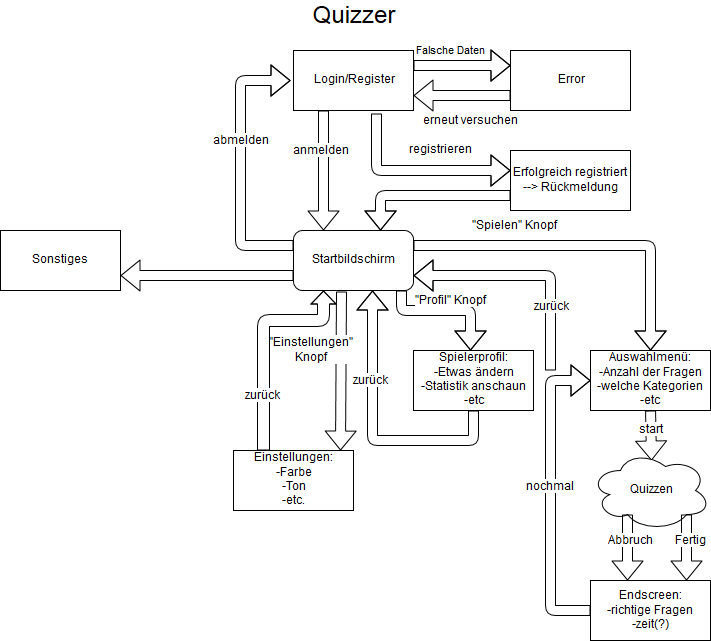 Quizzer
Falsche Daten
Login/Register
Error
erneut versuchen
abmelden
anmelden
registrieren
Erfolgreich registriert
--> Rückmeldung
"Spielen" Knopf
Sonstiges
Startbildschirm
"Profil" Knopf
zurück
"Einstellungen"
Knopf
Spielerprofil:
-Etwas ändern
-Statistik anschaun
-etc
Auswahlmenü:
-Anzahl der Fragen
-welche Kategorien
-etc
zurück
zurück
start
Einstellungen:
-Farbe
-Ton
-etc.
nochmal
Quizzen
Abbruch
Fertig
Endscreen:
-richtige Fragen
-zeit(?)